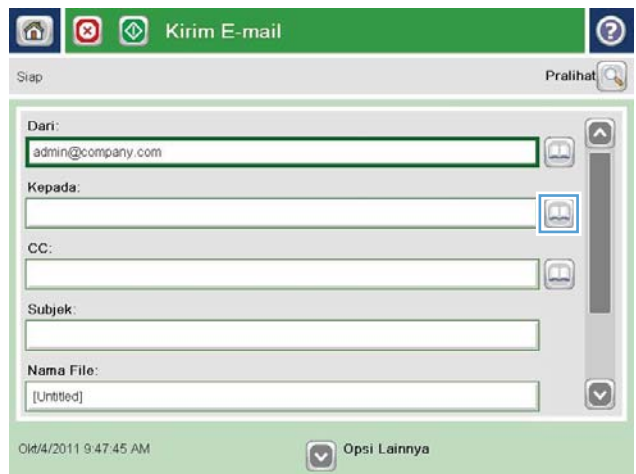 Kirim E-mail
Siap
Pralihat
Dari:
admin@company.com
Kepada:
CC:
Subjek:
Nama File:
[Untitled]
Okt/4/2011 9:47:45 AM
Opsi Lainnya